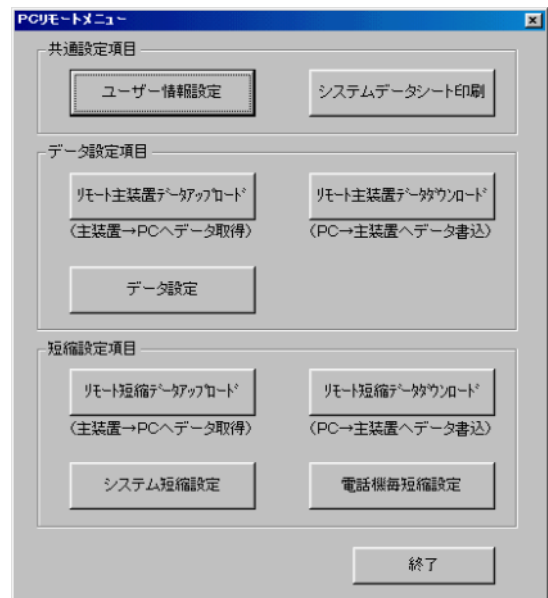 PCリモートメニュー
共通設定項目
ユーザー情報設定
システムデータシート印刷
データ設定項目
ﾘﾓｰﾄ主装置ﾃﾞｰﾀｱｯﾌﾟﾛｰﾄﾞ
ﾘﾓｰﾄ主装置ﾃﾞｰﾀﾀﾞｳﾝﾛｰﾄﾞ
(主装置→PCへデータ取得)
(PC→主装置へデータ書込)
データ設定
短縮設定項目
ﾘﾓｰﾄ短縮ﾃﾞｰﾀｱｯﾌﾟﾛｰﾄﾞ
ﾘﾓｰﾄ短縮ﾃﾞｰﾀﾀﾞｳﾝﾛｰﾄﾞ
(主装置→PCへデータ取得)
(PC→主装置へデータ書込)
システム短縮設定
電話機毎短縮設定
終了